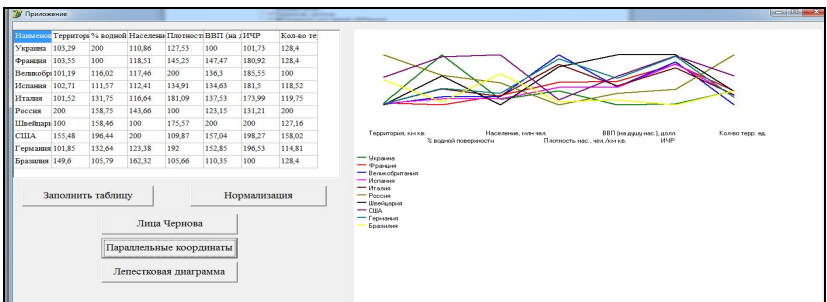 Приложение
Наименов Территори % водной Населени Плотност ВВП (на д ИЧР Кол-во те
Украина 103,29 200 110,86 127,53 100 101,73 128,4
Франция 103,55 100 118,51 145,25 147,47 180,92 128,4
Великобри 101,19 116,02 117,46 200 136,3 185,55 100
Испания 102,71 111,57 112,41 134,91 134,63 181,5 118,52
Италия 101,52 131,75 116,64 181,09 137,53 173,99 119,75
Россия 200 158,75 143,66 100 123,15 131,21 200
Швейцари 100 158,46 100 175,57 200 200 127,16
США 155,48 196,44 200 109,87 157,04 198,27 158,02
Германия 101,85 132,64 123,38 192 152,85 196,53 114,81
Бразилия 149,6 105,79 162,32 105,66 110,35 100 128,4
Заполнить таблицу Нормализация
Лица Чернова
Параллельные координаты
Лепестковая диаграмма
Территория, км кв. Население, млн чел. ВВП (на душу нас.), долл. Кол-во терр. ед.
% водной поверхности Плотность нас., чел./км кв. ИЧР
Украина
Франция
Великобритания
Испания
Италия
Россия
Швейцария
США
Германия
Бразилия